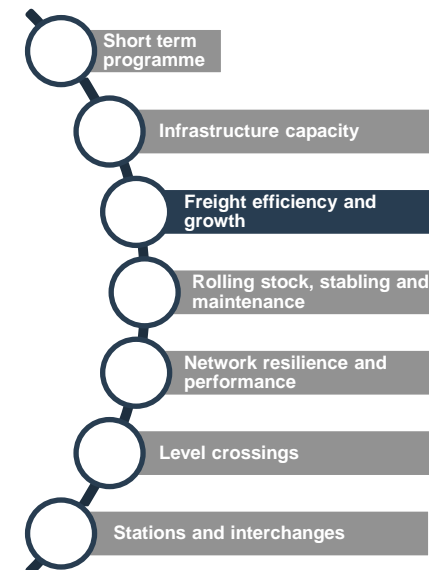 Short term
programme
Infrastructure capacity
Freight efficiency and
growth
Rolling stock, stabling and
maintenance
Network resilience and
performance
Level crossings
Stations and interchanges